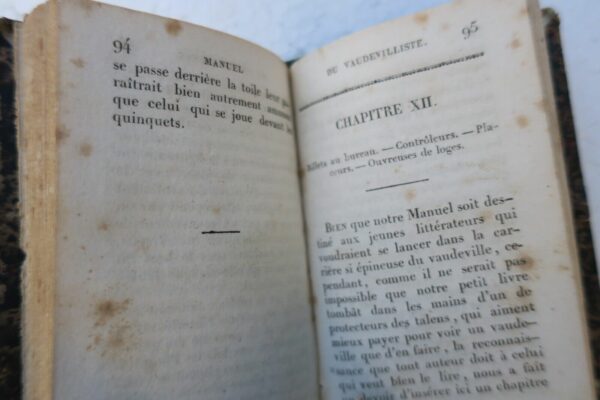 94
MANUEL
se passe derrière la toile leur pa-
raîtrait bien autrement amusant
que celui qui se joue devant les
quinquets.
DU VAUDEVILLISTE.
95
CHAPITRE XII.
Billets au bureau. — Contrôleurs. — Pla-
ceurs. — Ouvreuses de loges.
BIEN que notre Manuel soit des-
tiné aux jeunes littérateurs qui
voudraient se lancer dans la car-
rière si épineuse du vaudeville, ce-
pendant, comme il ne serait pas
impossible que notre petit livre
tombât dans les mains d'un de
protecteurs des talens, qui aiment
mieux payer pour voir un vaude-
ville que d'en faire, la reconnais-
sance que tout auteur doit à celui
qui veut bien le lire, nous a fait
un devoir d'insérer ici un chapitre